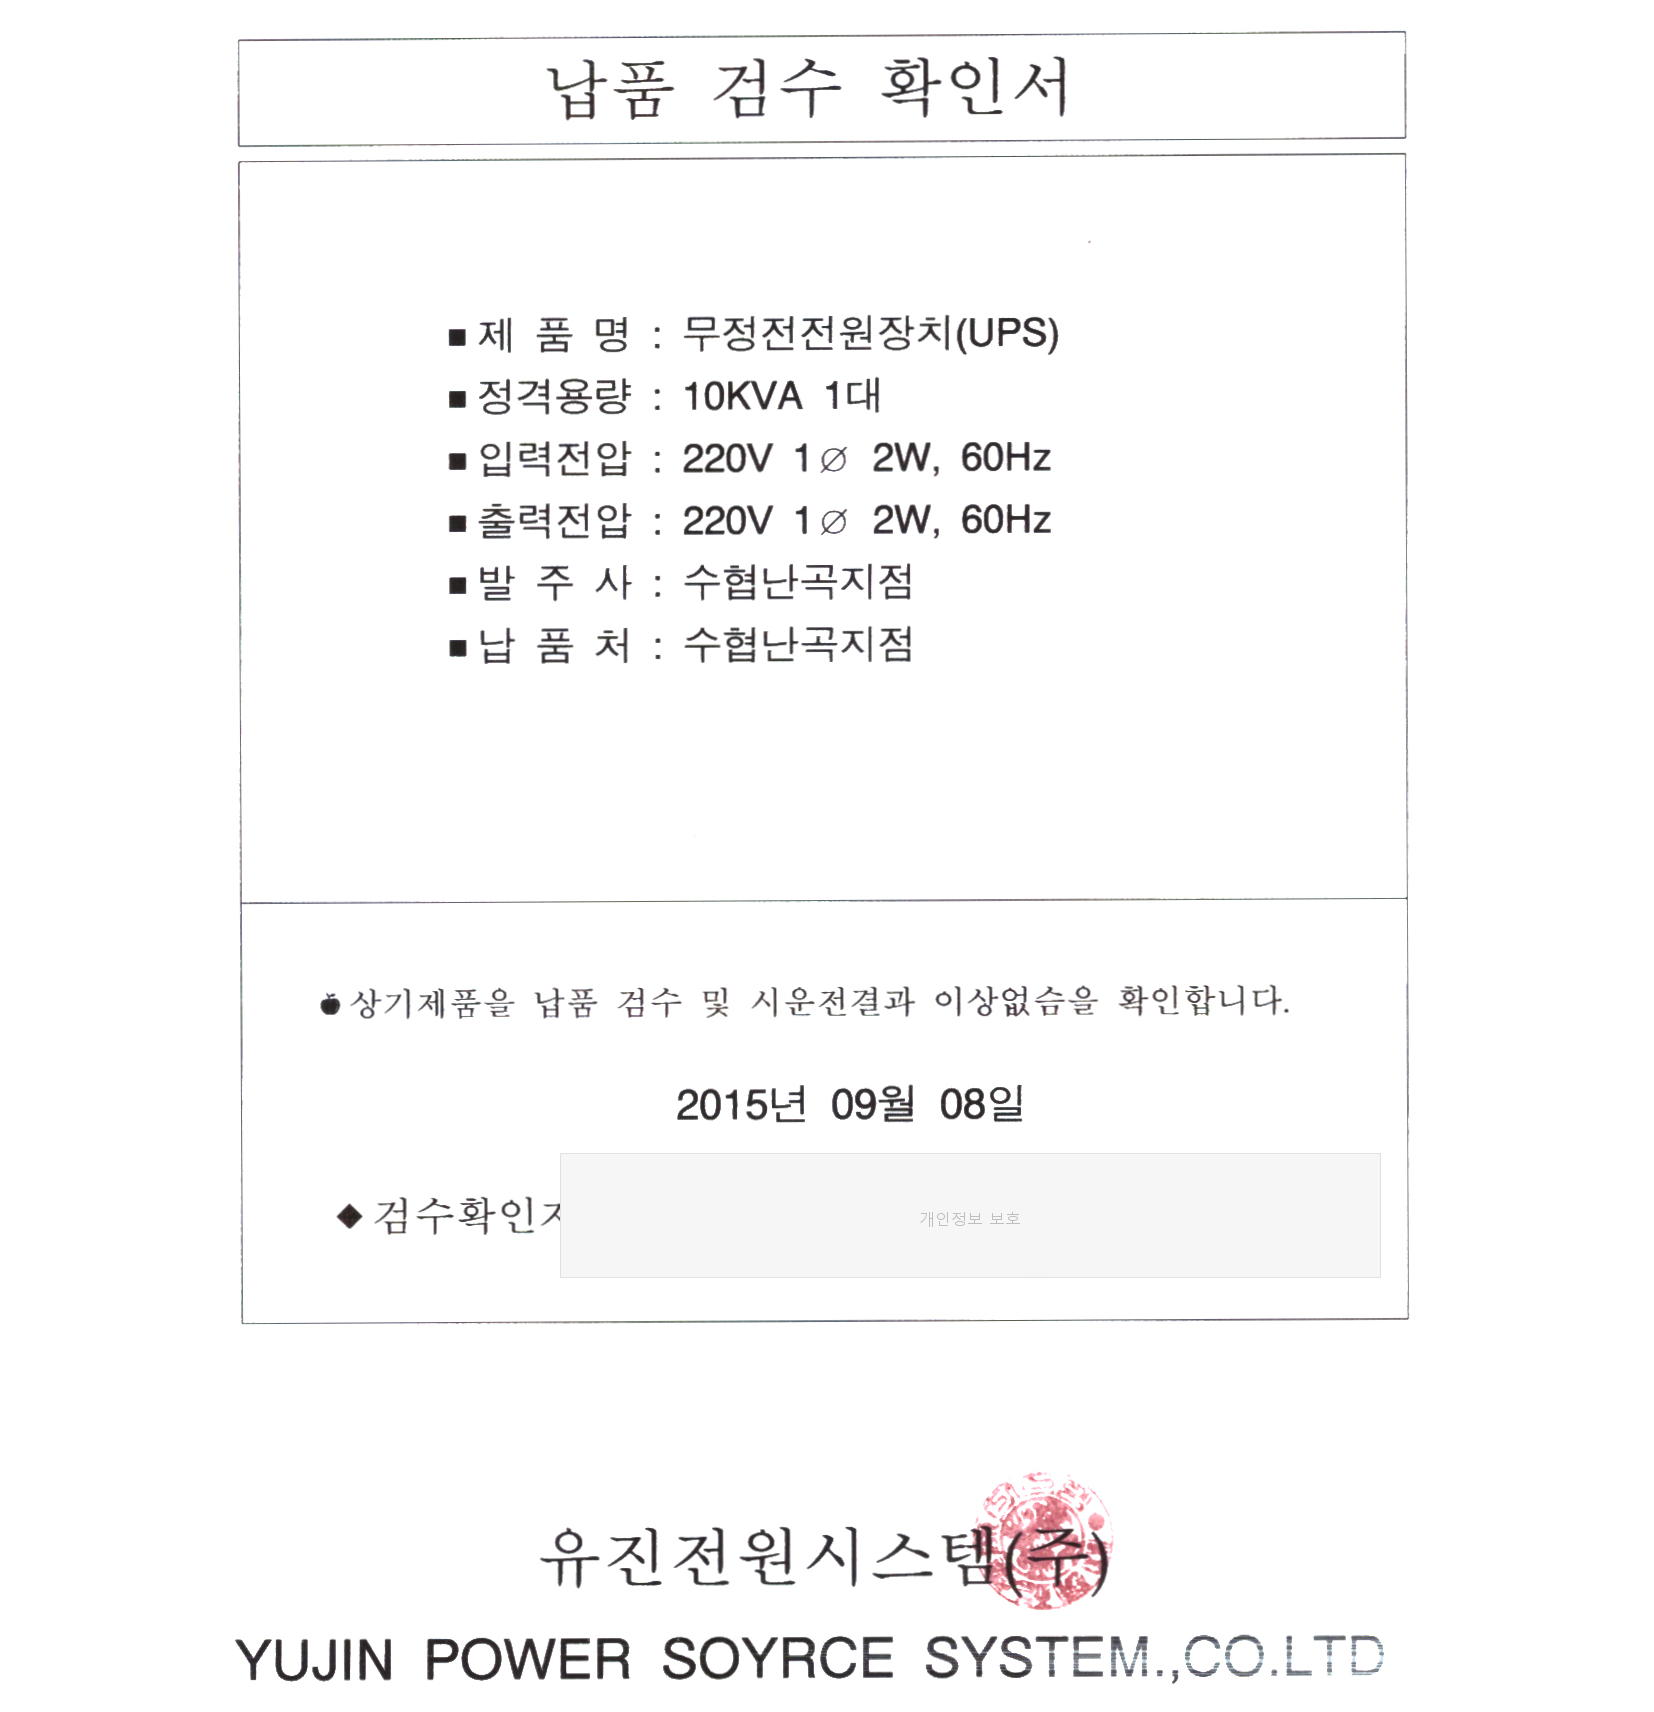 납품 검수 확인서
■ 제 품 명 : 무정전전원장치(UPS)
■ 정격용량 : 10KVA 1대
■ 입력전압 : 220V 1∅ 2W, 60Hz
■ 출력전압 : 220V 1∅ 2W, 60Hz
■ 발 주 사 : 수협난곡지점
■ 납 품 처 : 수협난곡지점
상기제품을 납품 검수 및 시운전결과 이상없슴을 확인합니다.
2015년 09월 08일
◆ 검수확인
개인정보 보호
유진전원시스템(주)
YUJIN POWER SOYRCE SYSTEM.,CO.LTD